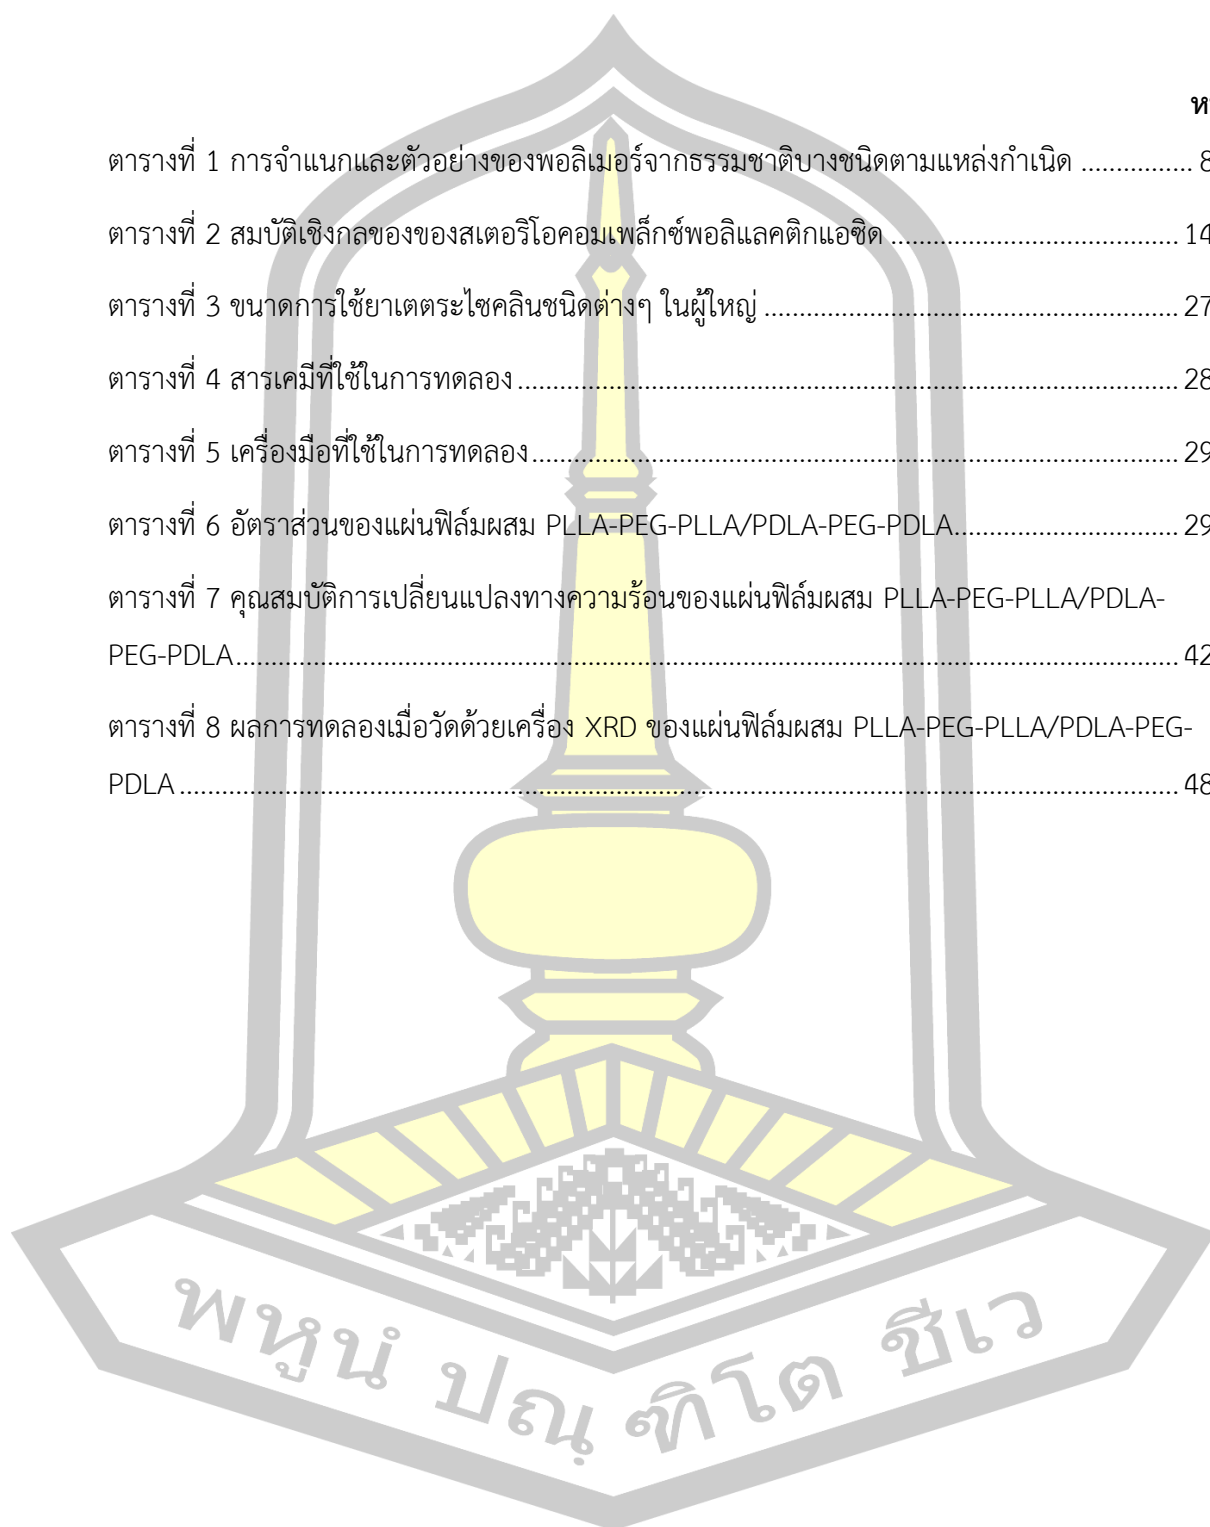 ตารางที่ 1 การจำแนกและตัวอย่างของพอลิเมอร์จากธรรมชาติบางชนิดตามแหล่งกำเนิด ................ 8
ตารางที่ 2 สมบัติเชิงกลของของสเตอริโอคอมเพล็กซ์พอลิแลคติกแอซิด ......................................... 14
ตารางที่ 3 ขนาดการใช้ยาเตตระไซคลินชนิดต่างๆ ในผู้ใหญ่ ........................................................... 27
ตารางที่ 4 สารเคมีที่ใช้ในการทดลอง .............................................................................................. 28
ตารางที่ 5 เครื่องมือที่ใช้ในการทดลอง ............................................................................................ 29
ตารางที่ 6 อัตราส่วนของแผ่นฟิล์มผสม PLLA-PEG-PLLA/PDLA-PEG-PDLA ................................ 29
ตารางที่ 7 คุณสมบัติการเปลี่ยนแปลงทางความร้อนของแผ่นฟิล์มผสม PLLA-PEG-PLLA/PDLA-
PEG-PDLA ...................................................................................................................................... 42
ตารางที่ 8 ผลการทดลองเมื่อวัดด้วยเครื่อง XRD ของแผ่นฟิล์มผสม PLLA-PEG-PLLA/PDLA-PEG-
PDLA .............................................................................................................................................. 48
พหูนํ ปณฺฑิโต ชีเว